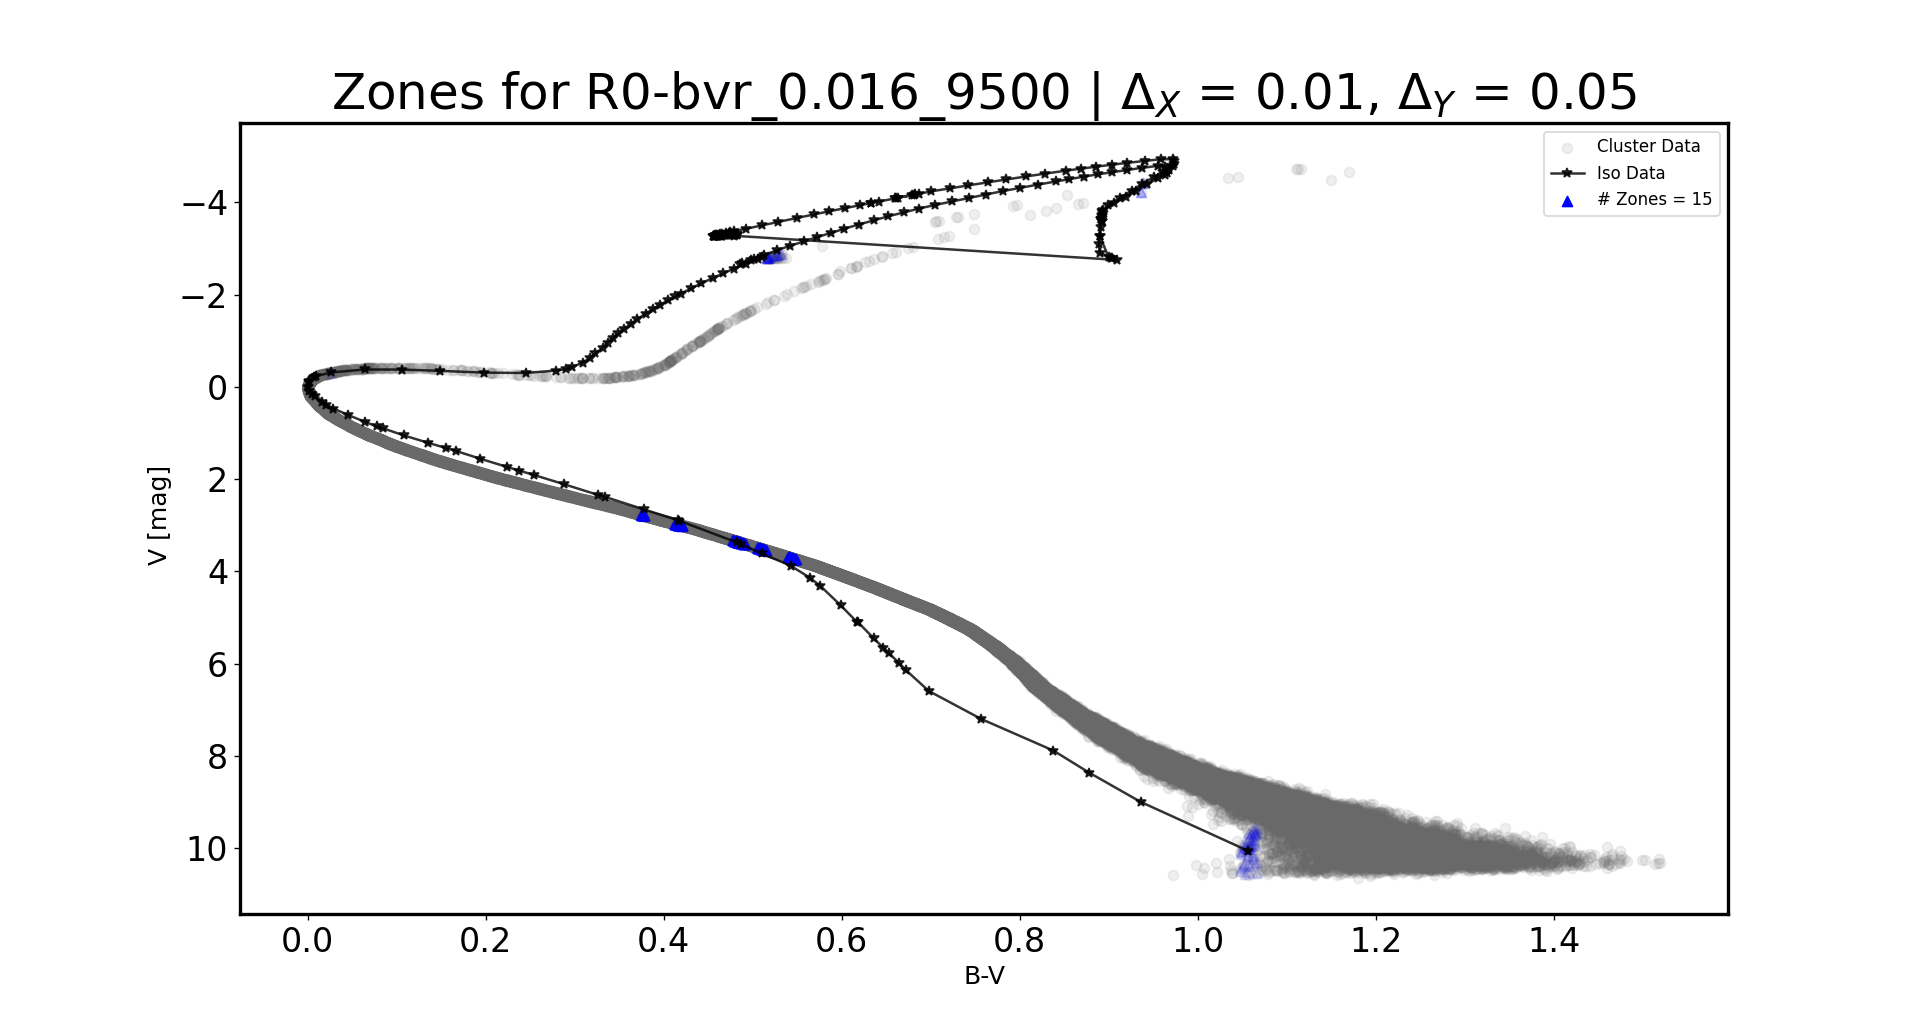 Zones for R0-bvr_0.016_9500 | Δ_X = 0.01, Δ_Y = 0.05
Cluster Data
Iso Data
# Zones = 15
−4
−2
0
2
4
6
8
10
V [mag]
0.0 0.2 0.4 0.6 0.8 1.0 1.2 1.4
B-V